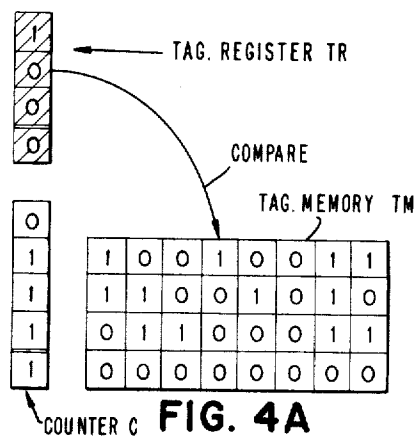 1
TAG. REGISTER TR
0
0
0
COMPARE
TAG. MEMORY TM
0
1 1 0 0 1 0 0 1 1
1 1 1 0 0 1 0 1 0
1 0 1 1 0 0 0 1 1
1 0 0 0 0 0 0 0 0
COUNTER C FIG. 4A